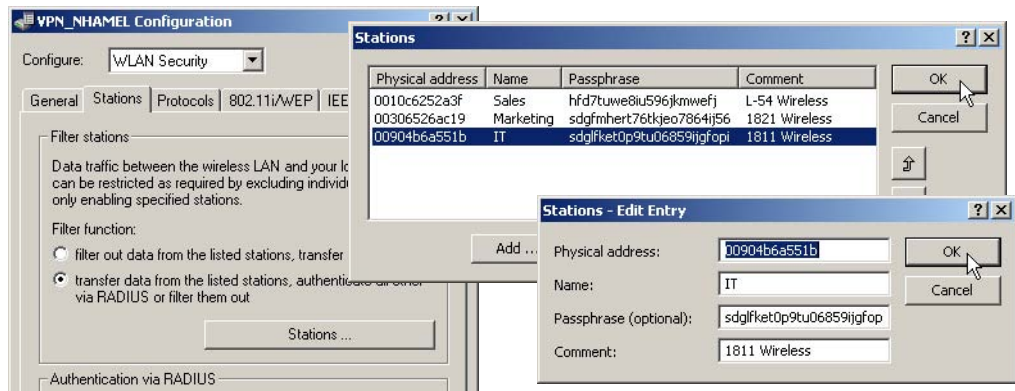 VPN_NHAMEL Configuration
Configure: WLAN Security
General Stations Protocols 802.11i/WEP IEE
Filter stations
Data traffic between the wireless LAN and your
can be restricted as required by excluding
only enabling specified stations.
Filter function:
filter out data from the listed stations, transfer
transfer data from the listed stations, authenticate all other
via RADIUS or filter them out
Stations ...
Authentication via RADIUS
Stations
Physical address Name Passphrase Comment
0010c6252a3f Sales hfd7tuwe8iu596jkmwefj L-54 Wireless
00306526ac19 Marketing sdgfmhert76tkjeo7864ij56 1821 Wireless
00904b6a551b IT sdglfket0p9tu06859ijgfopi 1811 Wireless
OK
Cancel
Add ...
Stations - Edit Entry
Physical address: 00904b6a551b
Name: IT
Passphrase (optional): sdglfket0p9tu06859ijgfop
Comment: 1811 Wireless
OK
Cancel